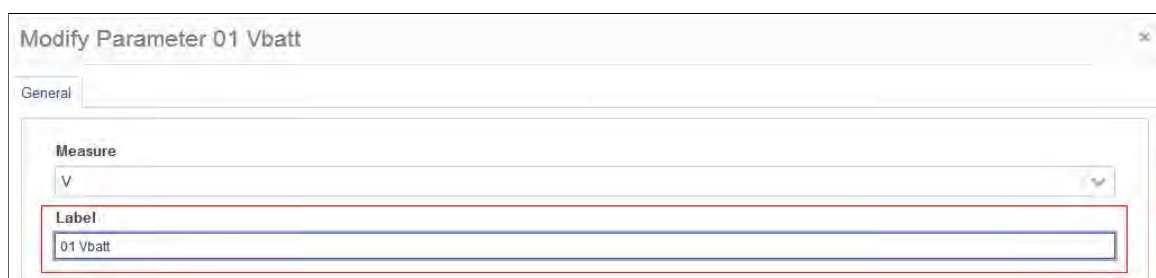 Modify Parameter 01 Vbatt
General
Measure
V
Label
01 Vbatt